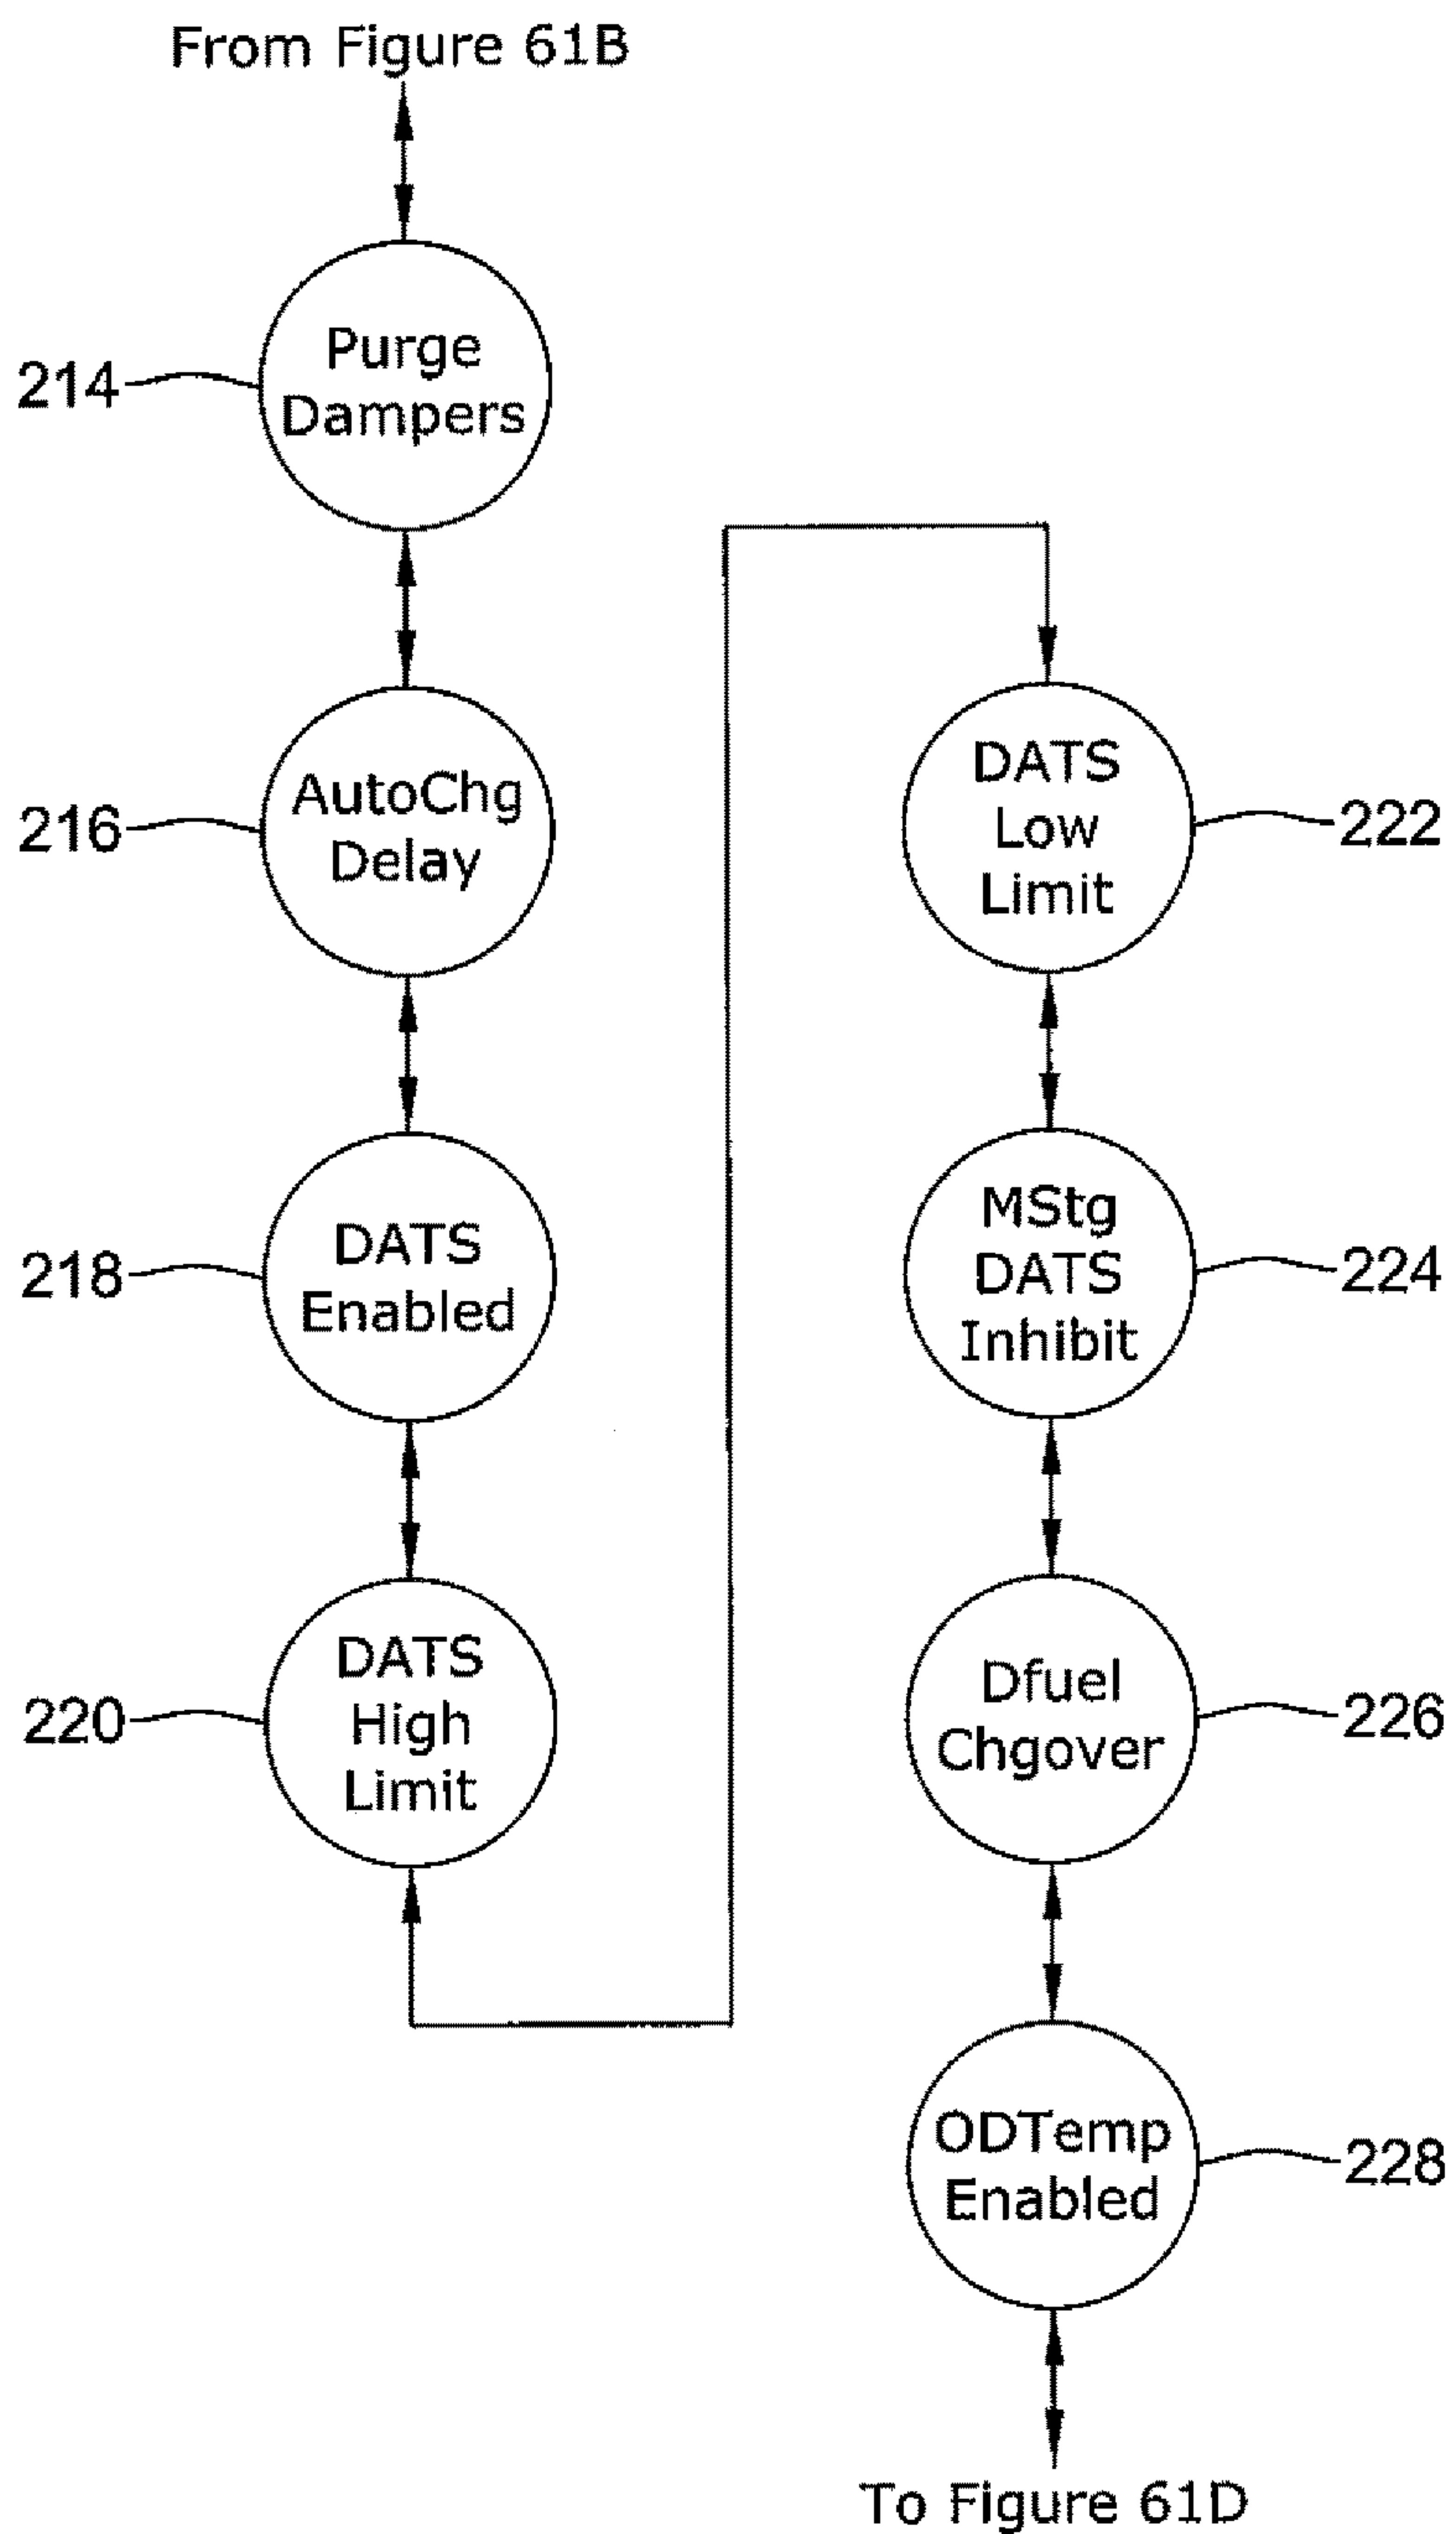 From Figure 61B
214
Purge
Dampers
216
AutoChg
Delay
218
DATS
Enabled
220
DATS
High
Limit
DATS
Low
Limit
222
MStg
DATS
Inhibit
224
Dfuel
Chgover
226
ODTemp
Enabled
228
To Figure 61D